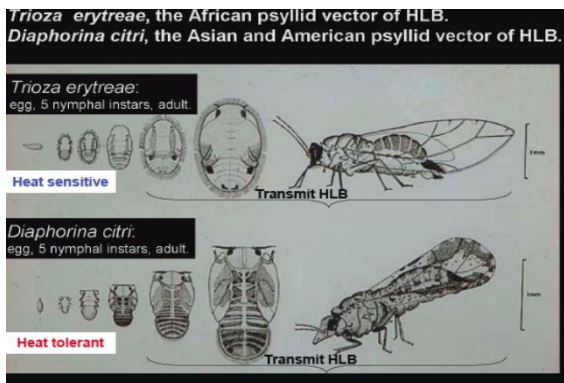 Trioza erytreae, the African psyllid vector of HLB.
Diaphorina citri, the Asian and American psyllid vector of HLB.
Trioza erytreae:
egg, 5 nymphal instars, adult.
1mm
Heat sensitive
Transmit HLB
Diaphorina citri:
egg, 5 nymphal instars, adult.
1mm
Heat tolerant
Transmit HLB